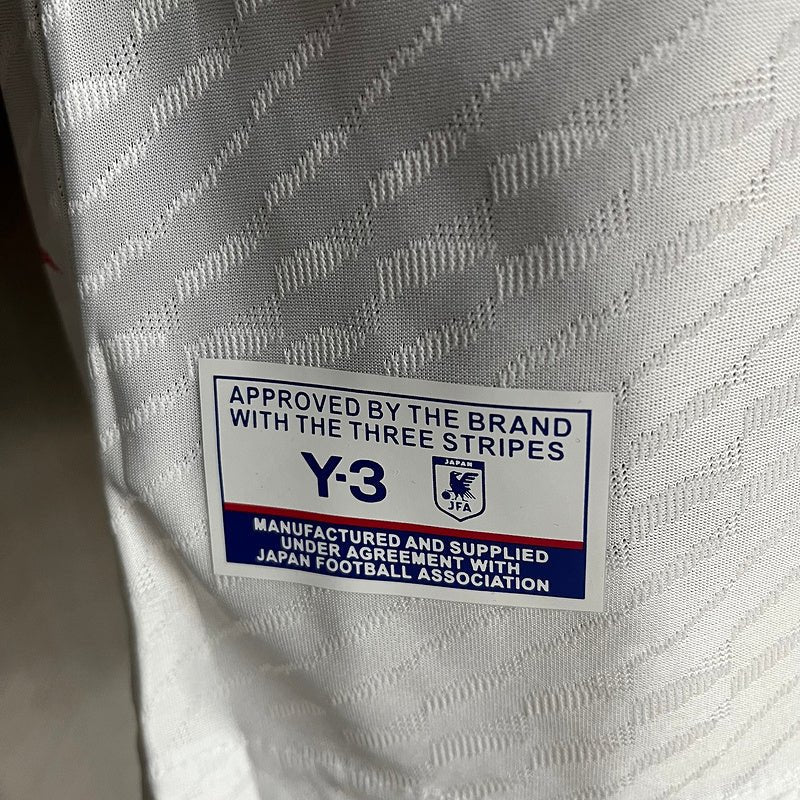 APPROVED BY THE BRAND
WITH THE THREE STRIPES
Y-3
JAPAN
JFA
MANUFACTURED AND SUPPLIED
UNDER AGREEMENT WITH
JAPAN FOOTBALL ASSOCIATION